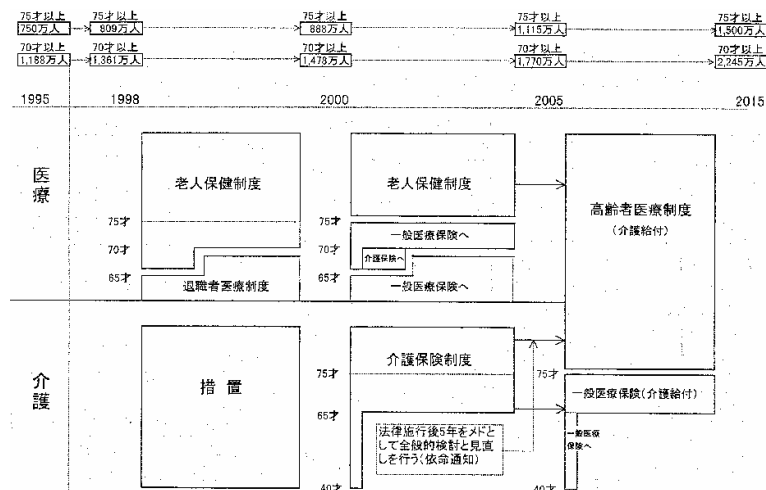 75才以上
75才以上
75才以上
75才以上
75才以上
750万人
809万人
888万人
1,115万人
1,500万人
70才以上
70才以上
70才以上
70才以上
70才以上
1,188万人
1,361万人
1,478万人
1,770万人
2,245万人
1995
1998
2000
2005
2015
医療
老人保健制度
75才
70才
65才
退職者医療制度
老人保健制度
75才
一般医療保険へ
70才
介護保険へ
65才
一般医療保険へ
高齢者医療制度
(介護給付)
介護
措置
介護保険制度
75才
65才
40才
法律施行後5年をメド
として全般的検討と見直
しを行う(依命通知)
75才
一般医療保険(介護給付)
一般医療
保険へ
40才